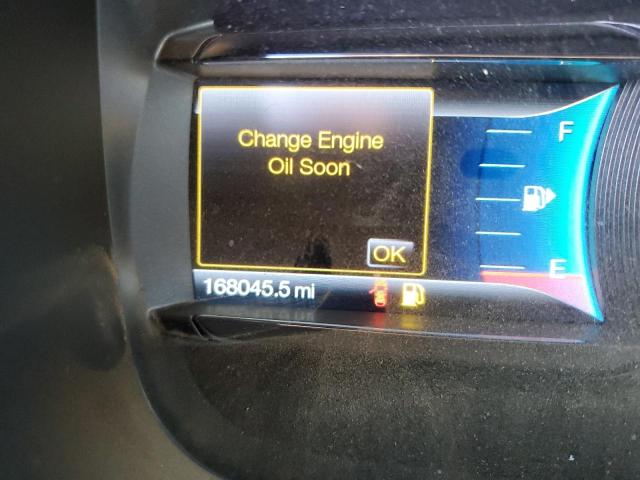 Change Engine
Oil Soon
OK
F
E
168045.5 mi